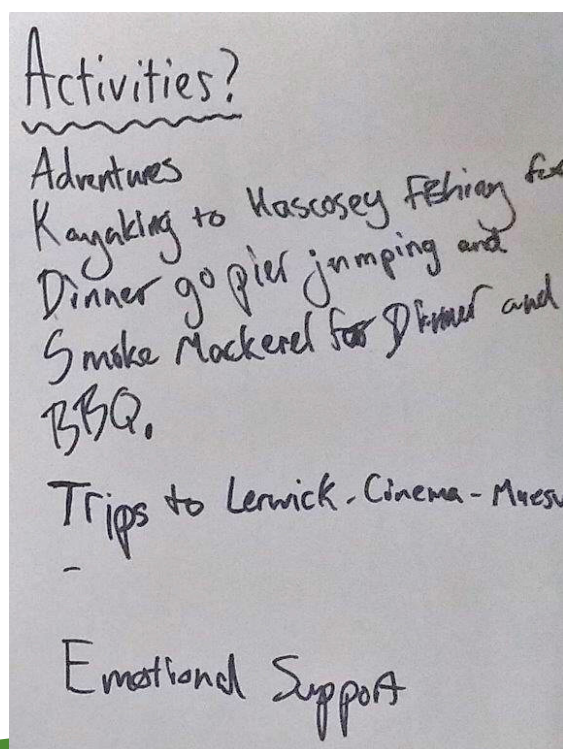 Activities?
Adventures
Kayaking to Hascosey Fishing for
Dinner go pier jumping and
Smoke Mackerel for Dinner and
BBQ.
Trips to Lerwick - Cinema -
-
Emotional Support